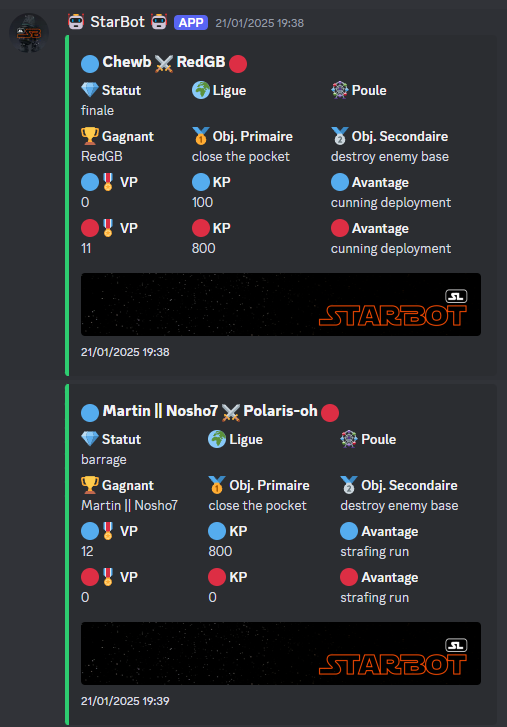 StarBot APP 21/01/2025 19:38
Chewb RedGB
Statut Ligue Poule
finale
Gagnant Obj. Primaire Obj. Secondaire
RedGB close the pocket destroy enemy base
VP KP Avantage
0 100 cunning deployment
VP KP Avantage
11 800 cunning deployment
SL
STARBOT
21/01/2025 19:38
Martin || Nosho7 Polaris-oh
Statut Ligue Poule
barrage
Gagnant Obj. Primaire Obj. Secondaire
Martin || Nosho7 close the pocket destroy enemy base
VP KP Avantage
12 800 strafing run
VP KP Avantage
0 0 strafing run
SL
STARBOT
21/01/2025 19:39